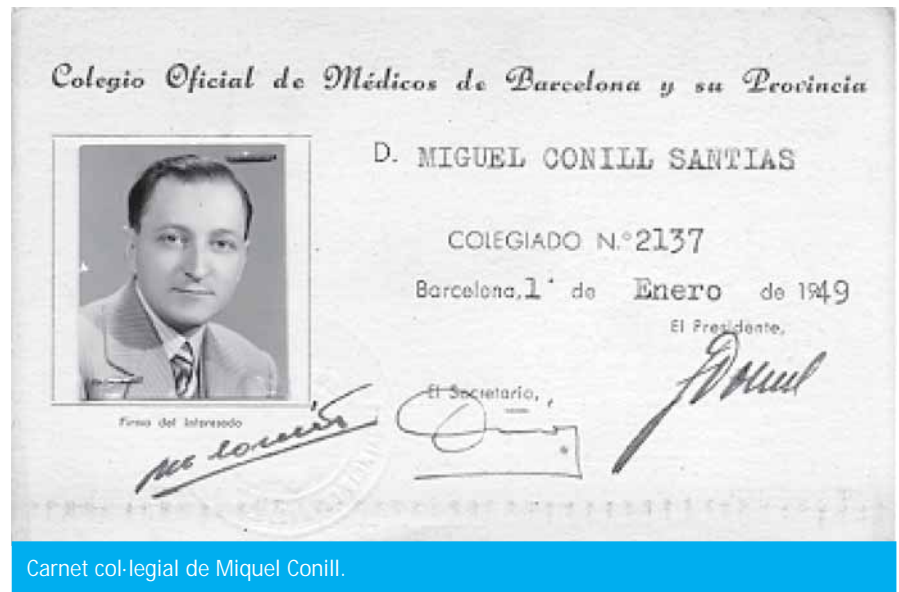 Colegio Oficial de Médicos de Barcelona y su Provincia
D. MIGUEL CONILL SANTIAS
COLEGIADO N.º 2137
Barcelona, 1· de Enero de 1949
El Presidente,
El Secretario,
Firma del Interesado
Carnet col·legial de Miquel Conill.